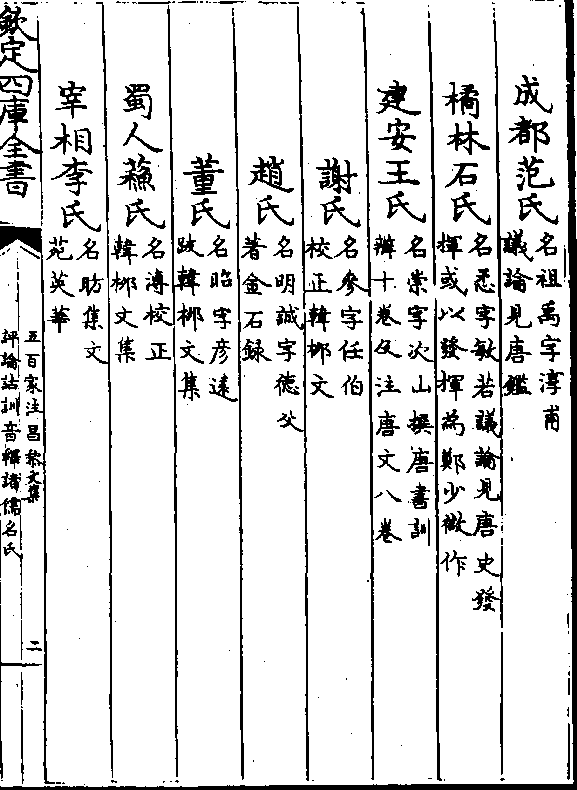 成都范氏名祖禹字淳甫議論見唐鑑
橘林石氏名悉字敏若議論見唐史發揮或以發揮為鄭少微作
建安王氏名崇字次山撰唐書訓辯十卷及注唐文八卷
謝氏名參字任伯校正韓栁文
趙氏名明誠字徳父著金石録
董氏名昭字彦逺跋韓栁文集
蜀人蘓氏名溥校正韓栁文集
宰相李氏名昉集文苑英華
欽定四庫全書
五百家注昌黎文集
評論詁訓音釋諸儒名氏
二